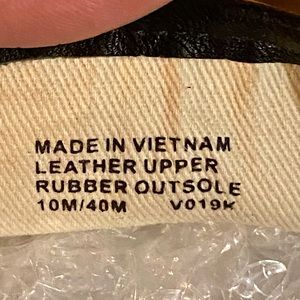 MADE IN VIETNAM
LEATHER UPPER
RUBBER OUTSOLE
10M/40M V019K